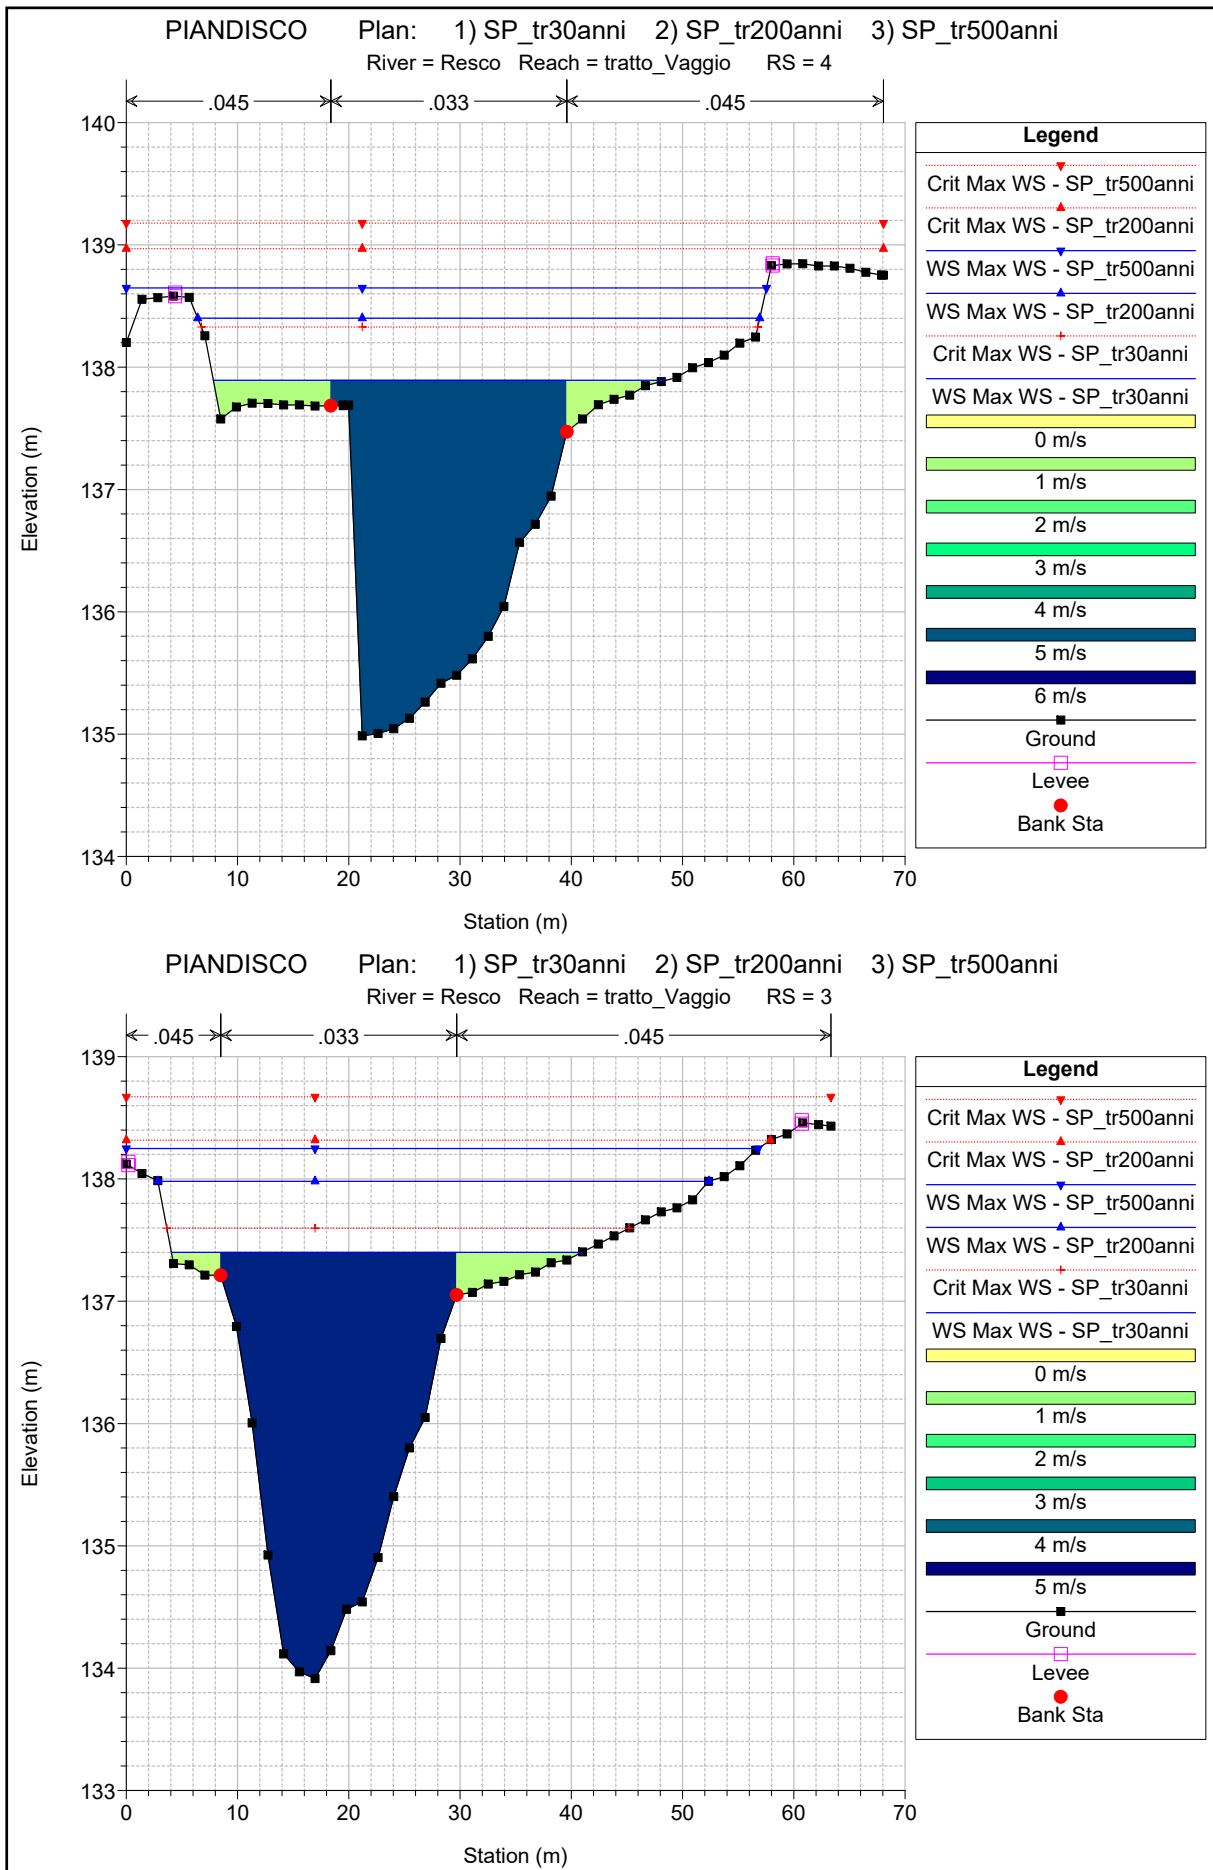 PIANDISCO Plan: 1) SP_tr30anni 2) SP_tr200anni 3) SP_tr500anni
River = Resco Reach = tratto_Vaggio RS = 4
.045 .033 .045
140
139
138
137
136
135
134
Elevation (m)
0 10 20 30 40 50 60 70
Station (m)
Legend
Crit Max WS - SP_tr500anni
Crit Max WS - SP_tr200anni
WS Max WS - SP_tr500anni
WS Max WS - SP_tr200anni
Crit Max WS - SP_tr30anni
WS Max WS - SP_tr30anni
0 m/s
1 m/s
2 m/s
3 m/s
4 m/s
5 m/s
6 m/s
Ground
Levee
Bank Sta
PIANDISCO Plan: 1) SP_tr30anni 2) SP_tr200anni 3) SP_tr500anni
River = Resco Reach = tratto_Vaggio RS = 3
.045 .033 .045
139
138
137
136
135
134
133
Elevation (m)
0 10 20 30 40 50 60 70
Station (m)
Legend
Crit Max WS - SP_tr500anni
Crit Max WS - SP_tr200anni
WS Max WS - SP_tr500anni
WS Max WS - SP_tr200anni
Crit Max WS - SP_tr30anni
WS Max WS - SP_tr30anni
0 m/s
1 m/s
2 m/s
3 m/s
4 m/s
5 m/s
Ground
Levee
Bank Sta